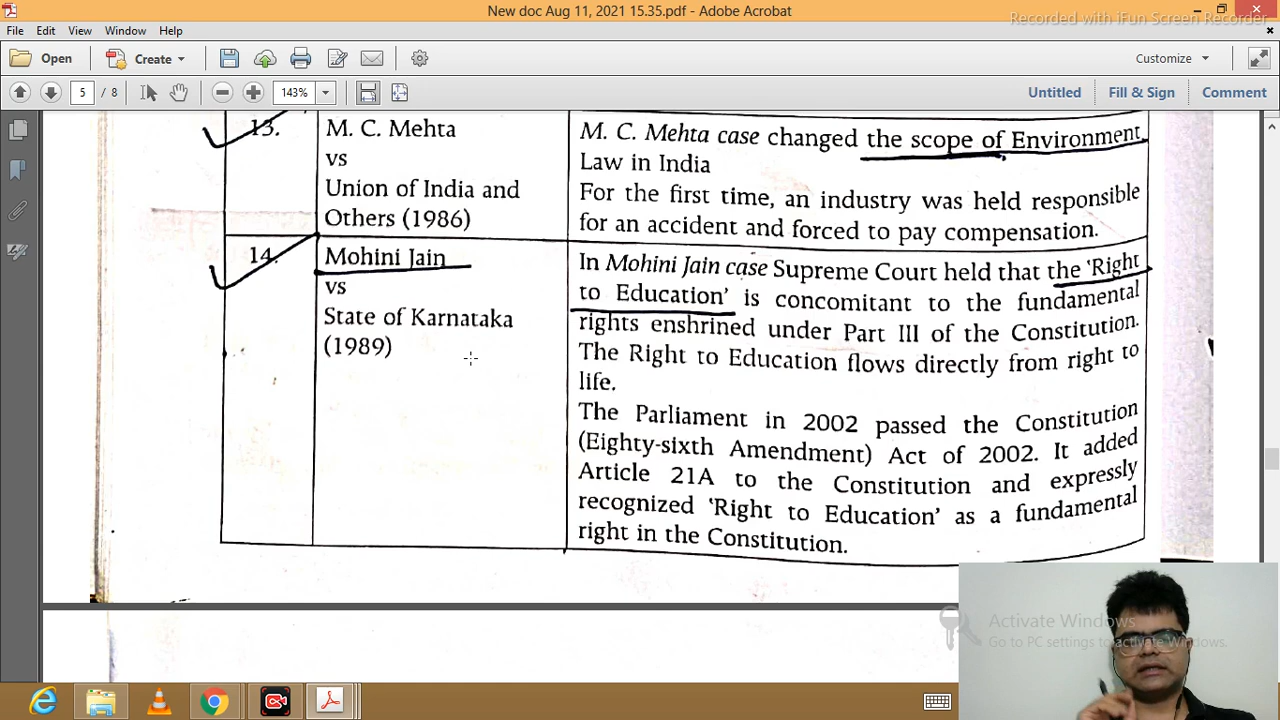 New doc Aug 11, 2021 15.35.pdf - Adobe Acrobat
Recorded with iFun Screen Recorder
File Edit View Window Help
Open Create Customize
5 / 8 143% Untitled Fill & Sign Comment
13. M. C. Mehta
vs
Union of India and
Others (1986)
M. C. Mehta case changed the scope of Environment
Law in India
For the first time, an industry was held responsible
for an accident and forced to pay compensation.
14. Mohini Jain
vs
State of Karnataka
(1989)
In Mohini Jain case Supreme Court held that the 'Right
to Education' is concomitant to the fundamental
rights enshrined under Part III of the Constitution.
The Right to Education flows directly from right to
life.
The Parliament in 2002 passed the Constitution
(Eighty-sixth Amendment) Act of 2002. It added
Article 21A to the Constitution and expressly
recognized 'Right to Education' as a fundamental
right in the Constitution.
Activate Windows
Go to PC settings to activate Windows.